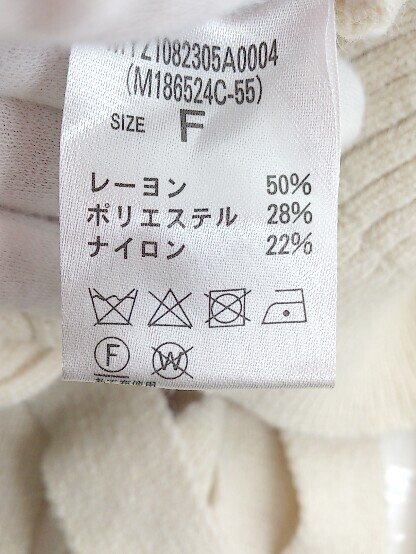 (M186524C-55)
SIZE F
レーヨン 50%
ポリエステル 28%
ナイロン 22%
F
W